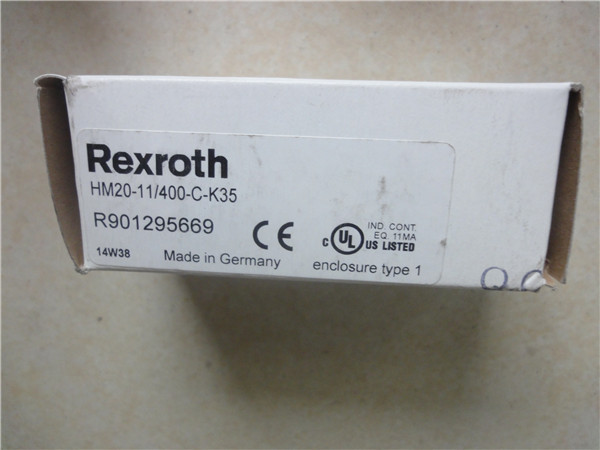 Rexroth
HM20-11/400-C-K35
R901295669
14W38
Made in Germany
CE
C UL US LISTED
IND. CONT.
EQ. 11MA
enclosure type 1